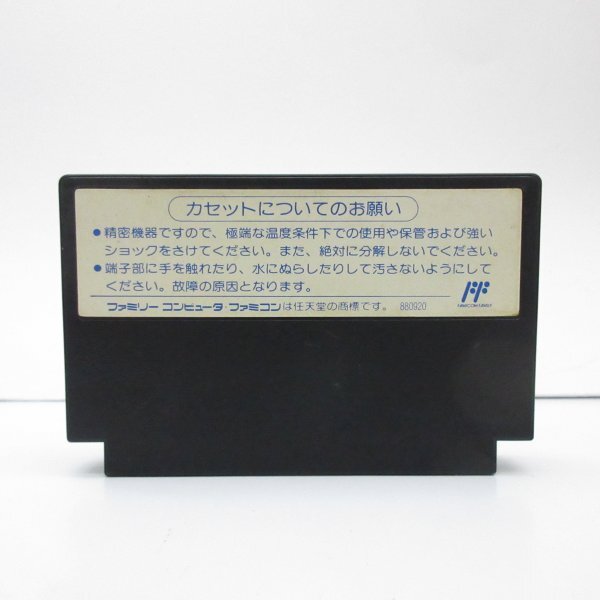 カセットについてのお願い
●精密機器ですので、極端な温度条件下での使用や保管および強い
ショックをさけてください。また、絶対に分解しないでください。
●端子部に手を触れたり、水にぬらしたりして汚さないようにして
ください。故障の原因となります。
ファミリーコンピュータ・ファミコンは任天堂の商標です。 880920
FAMICOM FAMILY